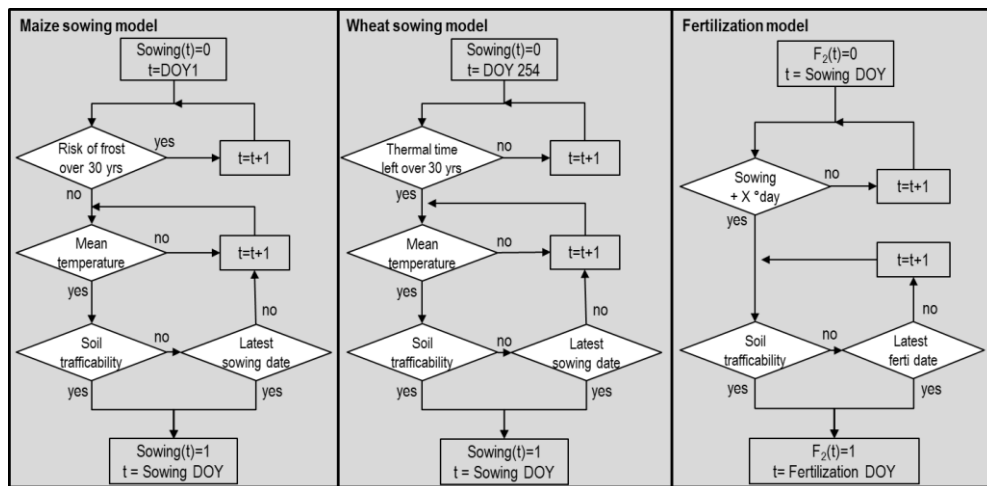 Maize sowing model
Sowing(t)=0
t=DOY1
Risk of frost
over 30 yrs
yes
t=t+1
no
Mean
temperature
no
t=t+1
yes
no
Soil
trafficability
no
Latest
sowing date
yes
yes
Sowing(t)=1
t = Sowing DOY
Wheat sowing model
Sowing(t)=0
t= DOY 254
Thermal time
left over 30 yrs
no
t=t+1
yes
Mean
temperature
no
t=t+1
yes
no
Soil
trafficability
no
Latest
sowing date
yes
yes
Sowing(t)=1
t = Sowing DOY
Fertilization model
F₂(t)=0
t = Sowing DOY
Sowing
+ X °day
no
t=t+1
yes
t=t+1
no
Soil
trafficability
no
Latest
ferti date
yes
yes
F₂(t)=1
t= Fertilization DOY